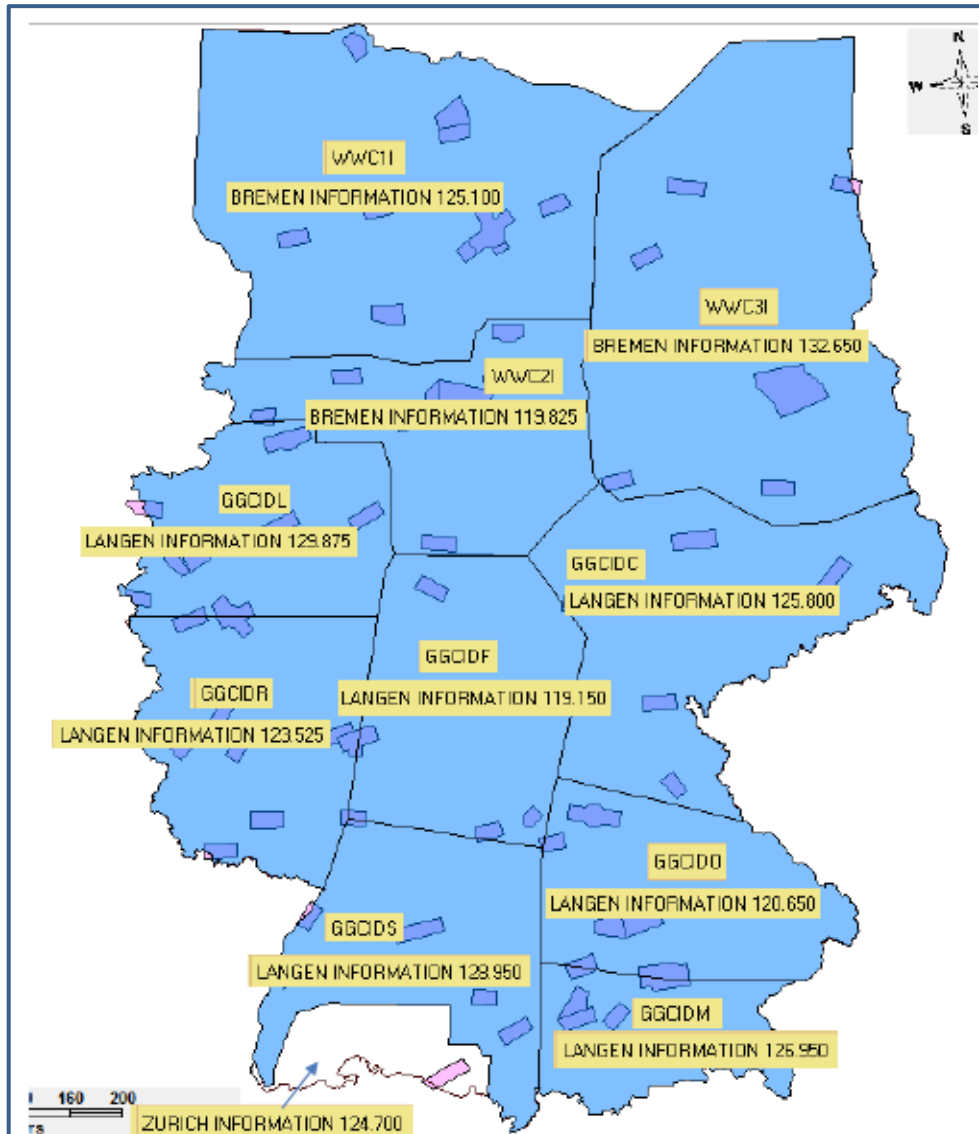 N
W
S
WWC1I
BREMEN INFORMATION 125.100
WWC3I
BREMEN INFORMATION 132.650
WWC2I
BREMEN INFORMATION 119.825
GGCIDL
LANGEN INFORMATION 129.875
GGCIDC
LANGEN INFORMATION 125.800
GGCIDF
LANGEN INFORMATION 119.150
GGCIDR
LANGEN INFORMATION 123.525
GGCIDO
LANGEN INFORMATION 120.650
GGCIDS
LANGEN INFORMATION 128.950
GGCIDM
LANGEN INFORMATION 126.950
160 200
rs
ZURICH INFORMATION 124.700